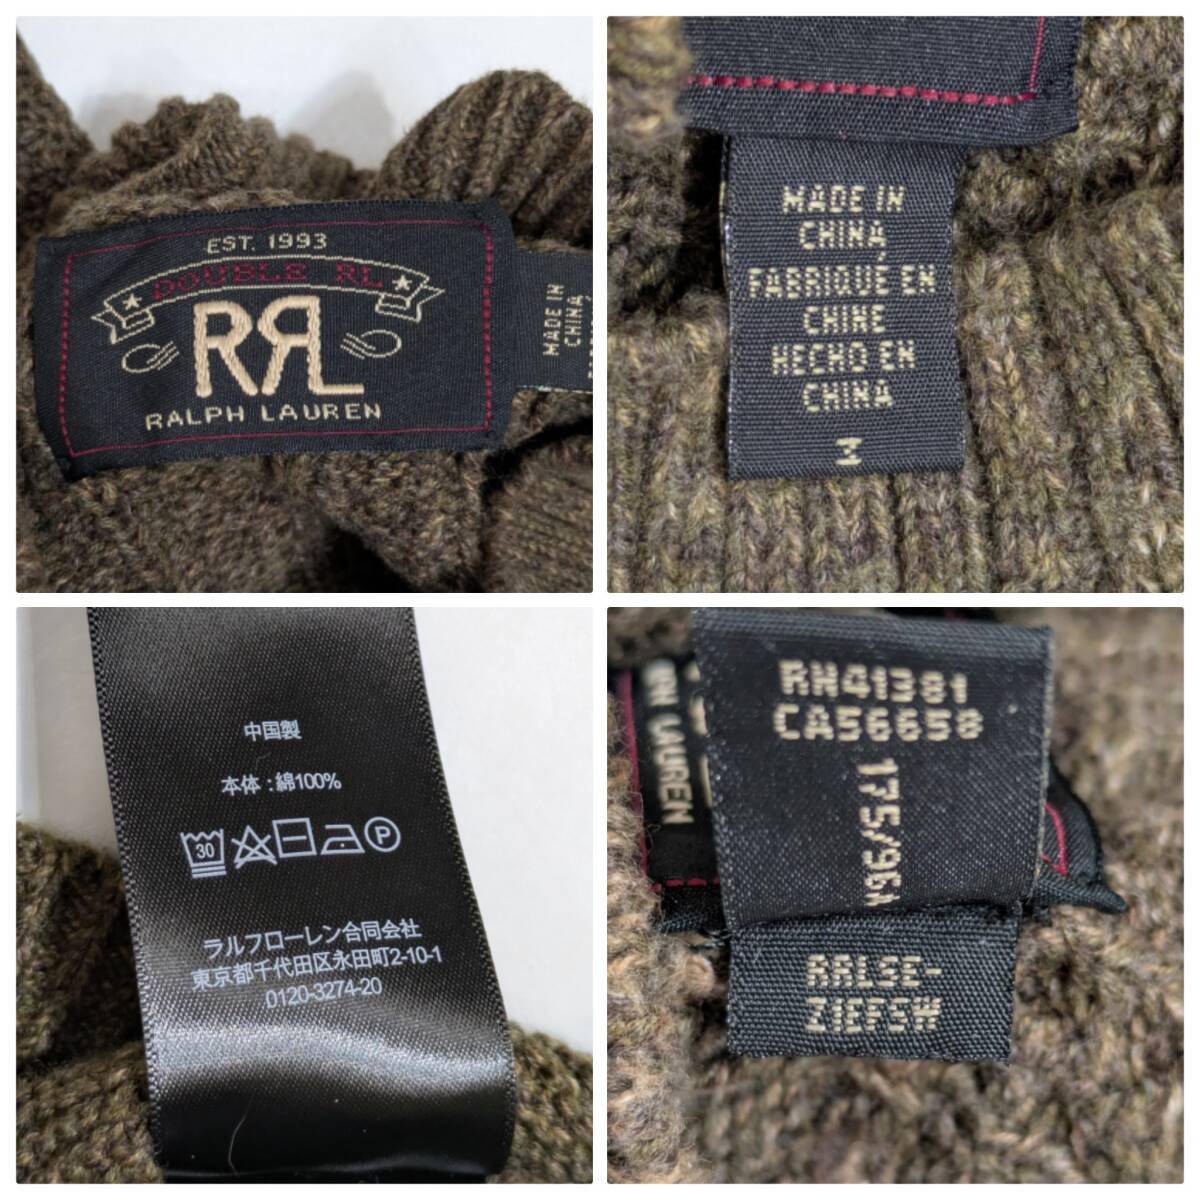 EST. 1993
DOUBLE RL
RRL
RALPH LAUREN
MADE IN
CHINA
MADE IN
CHINA
FABRIQUÉ EN
CHINE
HECHO EN
CHINA
M
中国製
本体：綿100%
30
P
ラルフローレン合同会社
東京都千代田区永田町2-10-1
0120-3274-20
RN41381
CA56658
175/96A
RN LAUREN
RRLSE-
Z1EFSW